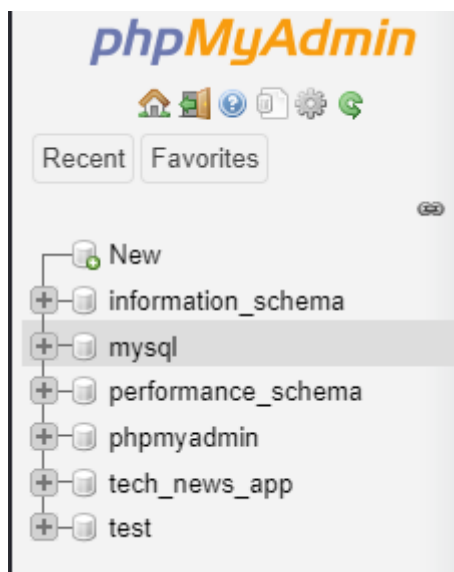 phpMyAdmin
Recent Favorites
New
information_schema
mysql
performance_schema
phpmyadmin
tech_news_app
test